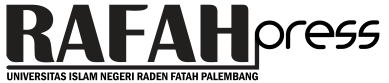 RAFAHpress
UNIVERSITAS ISLAM NEGERI RADEN FATAH PALEMBANG